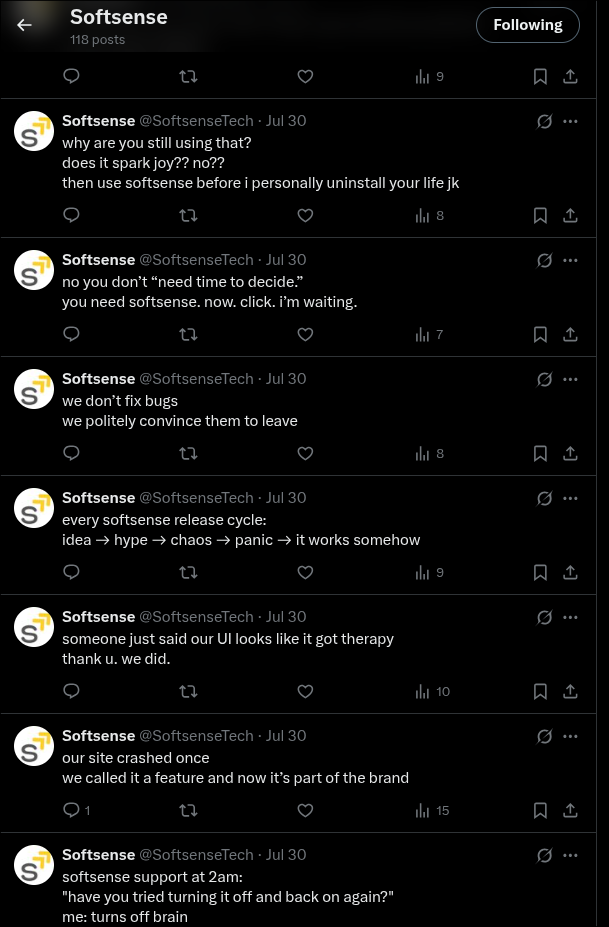 Softsense
118 posts
Following
9
Softsense @SoftsenseTech · Jul 30
why are you still using that?
does it spark joy?? no??
then use softsense before i personally uninstall your life jk
8
Softsense @SoftsenseTech · Jul 30
no you don’t “need time to decide.”
you need softsense. now. click. i’m waiting.
7
Softsense @SoftsenseTech · Jul 30
we don’t fix bugs
we politely convince them to leave
8
Softsense @SoftsenseTech · Jul 30
every softsense release cycle:
idea → hype → chaos → panic → it works somehow
9
Softsense @SoftsenseTech · Jul 30
someone just said our UI looks like it got therapy
thank u. we did.
10
Softsense @SoftsenseTech · Jul 30
our site crashed once
we called it a feature and now it’s part of the brand
1 15
Softsense @SoftsenseTech · Jul 30
softsense support at 2am:
"have you tried turning it off and back on again?"
me: turns off brain